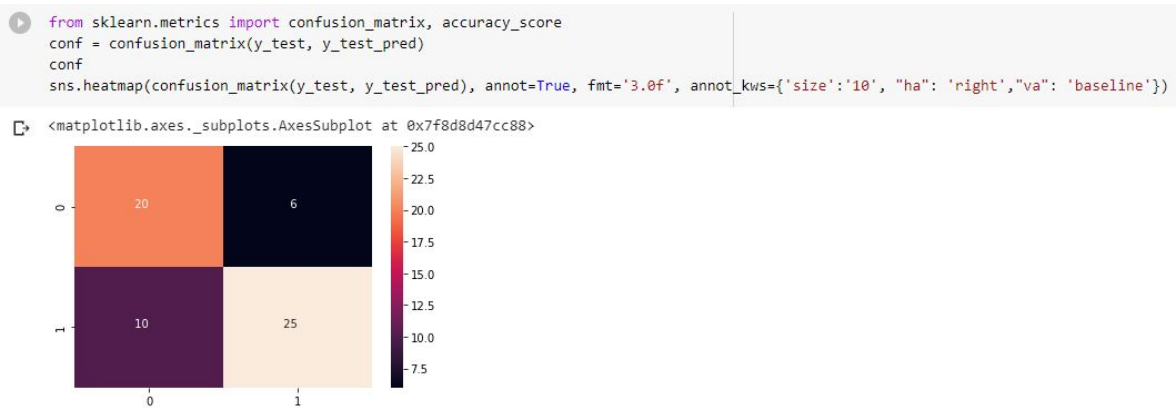 from sklearn.metrics import confusion_matrix, accuracy_score
conf = confusion_matrix(y_test, y_test_pred)
conf
sns.heatmap(confusion_matrix(y_test, y_test_pred), annot=True, fmt='3.0f', annot_kws={'size':'10', "ha": 'right',"va": 'baseline'})
<matplotlib.axes._subplots.AxesSubplot at 0x7f8d8d47cc88>
25.0
22.5
0 20 6 20.0
17.5
15.0
12.5
1 10 25 10.0
7.5
0 1